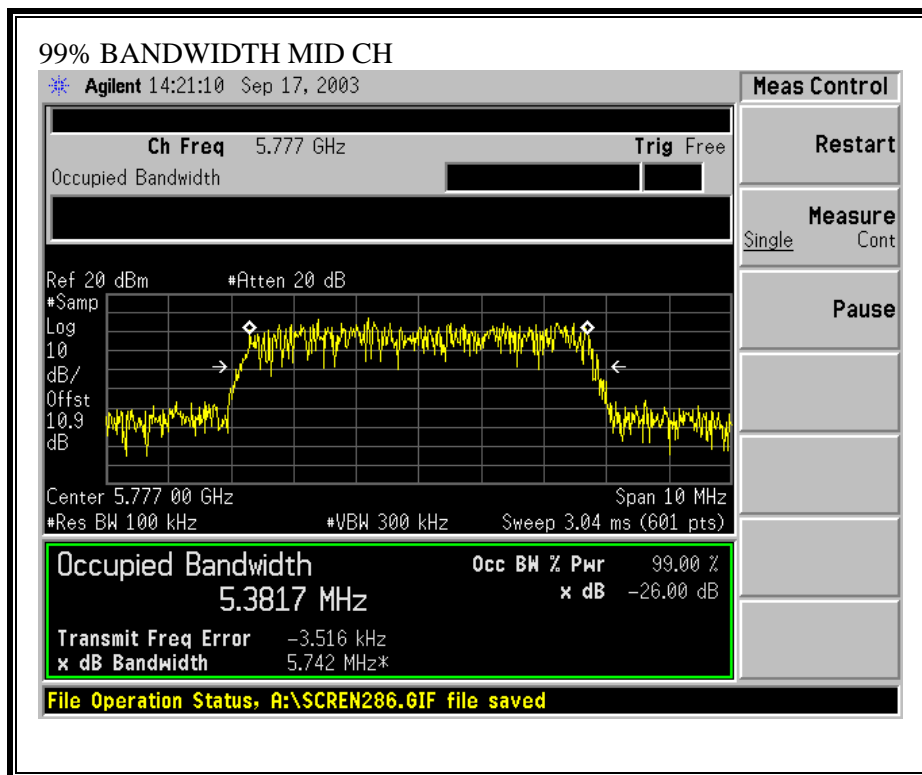 99% BANDWIDTH MID CH
Agilent 14:21:10 Sep 17, 2003
Meas Control
Ch Freq 5.777 GHz Trig Free
Occupied Bandwidth
Restart
Measure
Single Cont
Pause
Ref 20 dBm #Atten 20 dB
#Samp
Log
10
dB/
Offst
10.9
dB
Center 5.777 00 GHz Span 10 MHz
#Res BW 100 kHz #VBW 300 kHz Sweep 3.04 ms (601 pts)
Occupied Bandwidth Occ BW % Pwr 99.00 %
5.3817 MHz x dB -26.00 dB
Transmit Freq Error -3.516 kHz
x dB Bandwidth 5.742 MHz*
File Operation Status, A:\SCREN286.GIF file saved